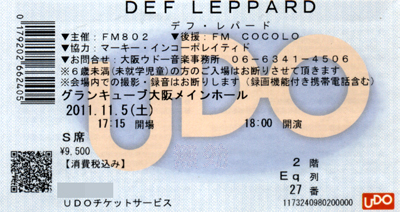 DEF LEPPARD
デフ・レパード
▼主催：FM802　▼後援：FM COCOLO
▼協力：マーキー・インコーポレイティド
▼お問合せ：大阪ウドー音楽事務所　06-6341-4506
※６歳未満(未就学児童)の方のご入場はお断りさせて頂きます
※会場内での撮影・録音はお断りします（録画機能付き携帯電話含む）
グランキューブ大阪メインホール
2011.11.5(土)
17:15 開場　18:00 開演
S席
¥9,500
【消費税込み】
2 階
Eq 列
27 番
UDOチケットサービス
1173240980200000
UDO
UDO
0179202662405